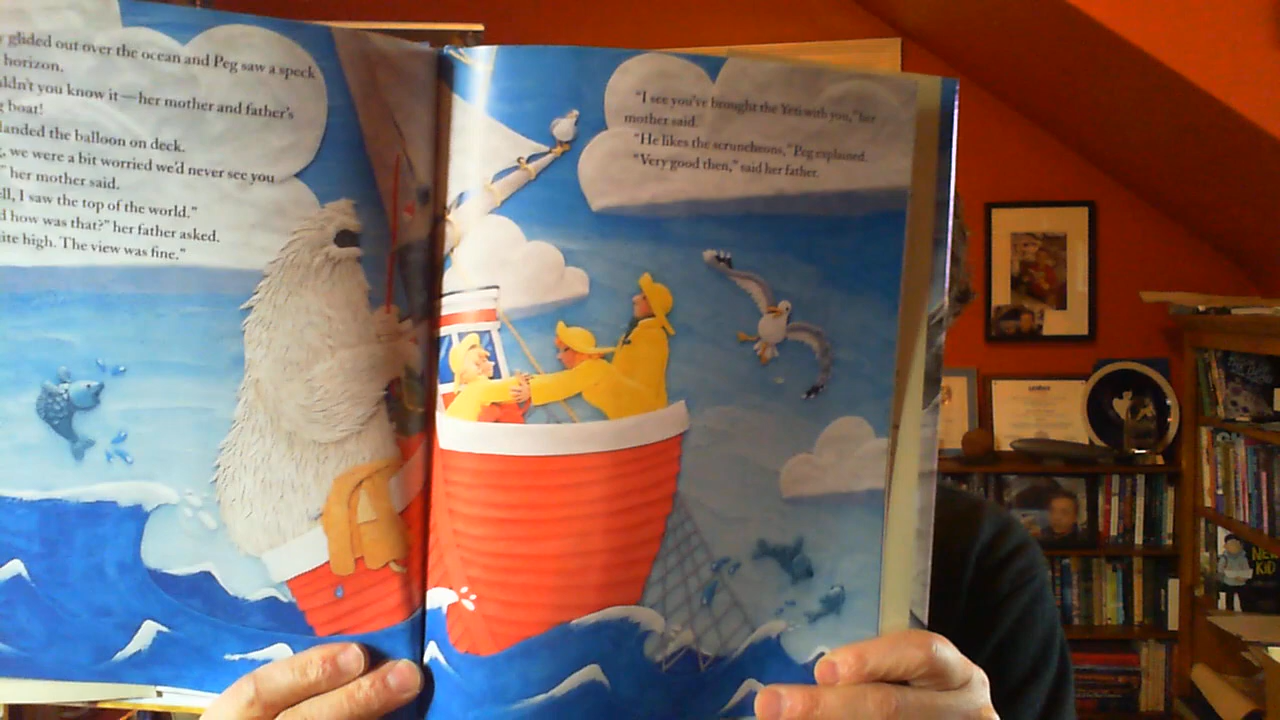 glided out over the ocean and Peg saw a speck
horizon.
ldn't you know it—her mother and father's
g boat!
landed the balloon on deck.
we were a bit worried we'd never see you
" her mother said.
ell, I saw the top of the world."
d how was that?" her father asked.
ite high. The view was fine."
"I see you've brought the Yeti with you," her
mother said.
"He likes the scruncheons," Peg explained.
"Very good then," said her father.
NEW
KID